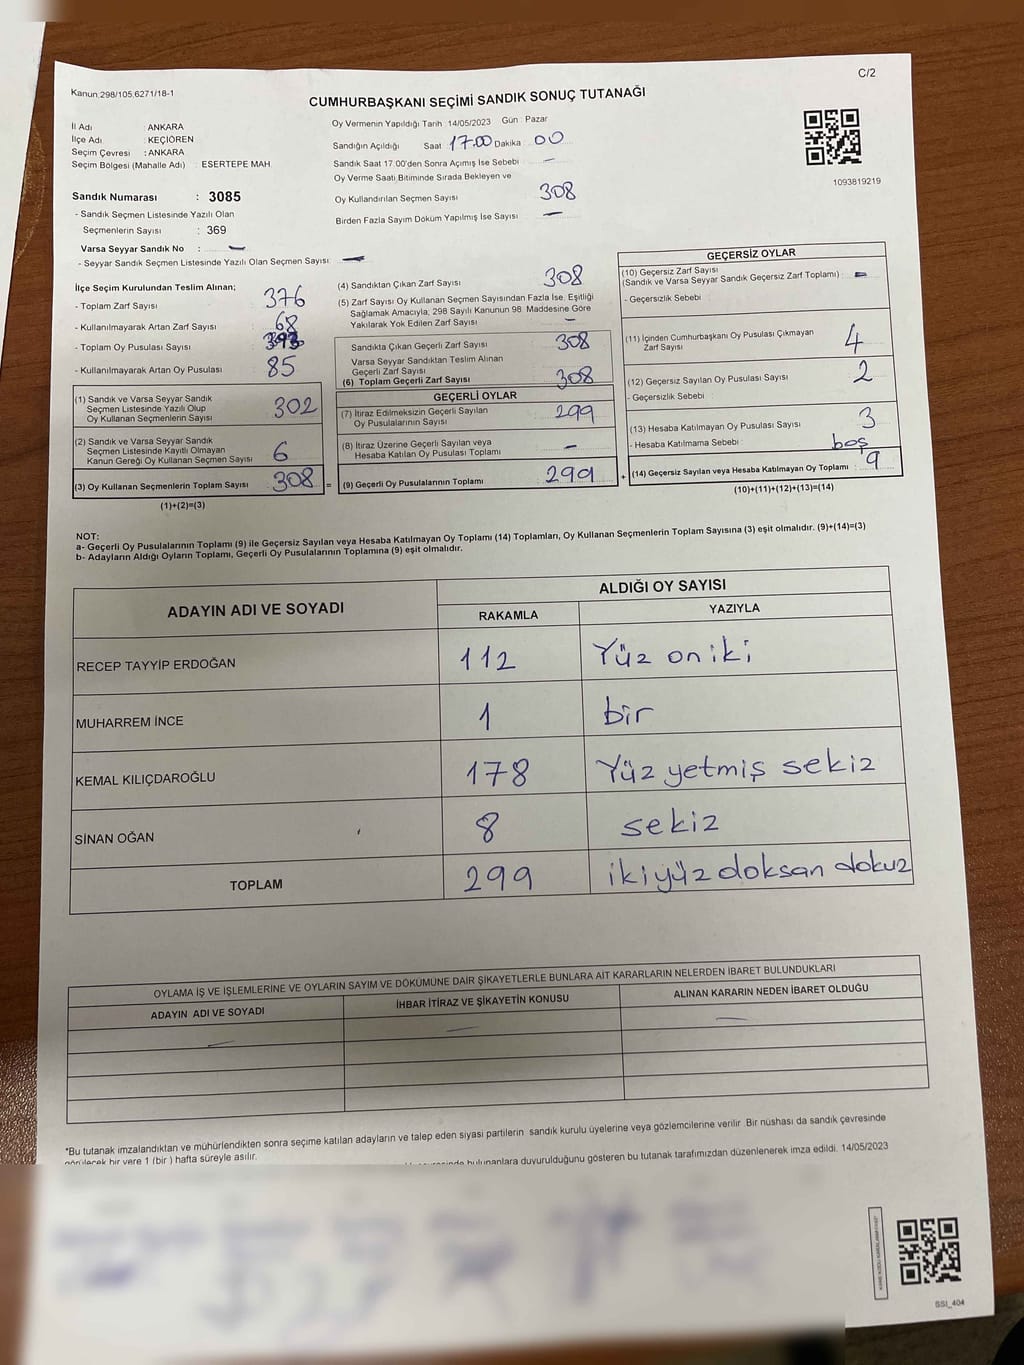 C/2
Kanun 298/105,6271/18-1
CUMHURBAŞKANI SEÇİMİ SANDIK SONUÇ TUTANAĞI
İl Adı : ANKARA
İlçe Adı : KEÇİÖREN
Seçim Çevresi : ANKARA
Seçim Bölgesi (Mahalle Adı) : ESERTEPE MAH
Sandık Numarası : 3085
- Sandık Seçmen Listesinde Yazılı Olan
Seçmenlerin Sayısı : 369
Varsa Seyyar Sandık No : —
- Seyyar Sandık Seçmen Listesinde Yazılı Olan Seçmen Sayısı : —
Oy Vermenin Yapıldığı Tarih : 14/05/2023 Gün : Pazar
Sandığın Açıldığı Saat : 17.00 Dakika : 00
Sandık Saat 17.00'den Sonra Açımış İse Sebebi : —
Oy Verme Saati Bitiminde Sırada Bekleyen ve
Oy Kullandırılan Seçmen Sayısı : 308
Birden Fazla Sayım Döküm Yapılmış İse Sayısı : —
1093819219
İlçe Seçim Kurulundan Teslim Alınan;
- Toplam Zarf Sayısı : 376
- Kullanılmayarak Artan Zarf Sayısı : 68
- Toplam Oy Pusulası Sayısı : 393
- Kullanılmayarak Artan Oy Pusulası : 85
(1) Sandık ve Varsa Seyyar Sandık
Seçmen Listesinde Yazılı Olup
Oy Kullanan Seçmenlerin Sayısı : 302
(2) Sandık ve Varsa Seyyar Sandık
Seçmen Listesinde Kayıtlı Olmayan
Kanun Gereği Oy Kullanan Seçmen Sayısı : 6
(3) Oy Kullanan Seçmenlerin Toplam Sayısı : 308
(1)+(2)=(3)
(4) Sandıktan Çıkan Zarf Sayısı : 308
(5) Zarf Sayısı Oy Kullanan Seçmen Sayısından Fazla İse, Eşitliği
Sağlamak Amacıyla; 298 Sayılı Kanunun 98 Maddesine Göre
Yakılarak Yok Edilen Zarf Sayısı : —
Sandıkta Çıkan Geçerli Zarf Sayısı : 308
Varsa Seyyar Sandıktan Teslim Alınan
Geçerli Zarf Sayısı :
(6) Toplam Geçerli Zarf Sayısı : 308
GEÇERLİ OYLAR
(7) İtiraz Edilmeksizin Geçerli Sayılan
Oy Pusulalarının Sayısı : 299
(8) İtiraz Üzerine Geçerli Sayılan veya
Hesaba Katılan Oy Pusulası Toplamı : —
= (9) Geçerli Oy Pusulalarının Toplamı : 299
GEÇERSİZ OYLAR
(10) Geçersiz Zarf Sayısı
(Sandık ve Varsa Seyyar Sandık Geçersiz Zarf Toplamı) : —
- Geçersizlik Sebebi :
(11) İçinden Cumhurbaşkanı Oy Pusulası Çıkmayan
Zarf Sayısı : 4
(12) Geçersiz Sayılan Oy Pusulası Sayısı : 2
- Geçersizlik Sebebi :
(13) Hesaba Katılmayan Oy Pusulası Sayısı : 3
- Hesaba Katılmama Sebebi : boş
+ (14) Geçersiz Sayılan veya Hesaba Katılmayan Oy Toplamı : 9
(10)+(11)+(12)+(13)=(14)
NOT:
a- Geçerli Oy Pusulalarının Toplamı (9) ile Geçersiz Sayılan veya Hesaba Katılmayan Oy Toplamı (14) Toplamları, Oy Kullanan Seçmenlerin Toplam Sayısına (3) eşit olmalıdır. (9)+(14)=(3)
b- Adayların Aldığı Oyların Toplamı, Geçerli Oy Pusulalarının Toplamına (9) eşit olmalıdır.
ADAYIN ADI VE SOYADI
ALDIĞI OY SAYISI
RAKAMLA YAZIYLA
RECEP TAYYİP ERDOĞAN 112 Yüz on iki
MUHARREM İNCE 1 bir
KEMAL KILIÇDAROĞLU 178 Yüz yetmiş sekiz
SİNAN OĞAN 8 sekiz
TOPLAM 299 iki yüz doksan dokuz
OYLAMA İŞ VE İŞLEMLERİNE VE OYLARIN SAYIM VE DÖKÜMÜNE DAİR ŞİKAYETLERLE BUNLARA AİT KARARLARIN NELERDEN İBARET BULUNDUKLARI
ADAYIN ADI VE SOYADI İHBAR İTİRAZ VE ŞİKAYETİN KONUSU ALINAN KARARIN NEDEN İBARET OLDUĞU
— — —
*Bu tutanak imzalandıktan ve mühürlendikten sonra seçime katılan adayların ve talep eden siyasi partilerin sandık kurulu üyelerine veya gözlemcilerine verilir. Bir nüshası da sandık çevresinde
görülecek bir yere 1 (bir) hafta süreyle asılır.
bulunanlara duyurulduğunu gösteren bu tutanak tarafımızdan düzenlenerek imza edildi. 14/05/2023
SSI_404